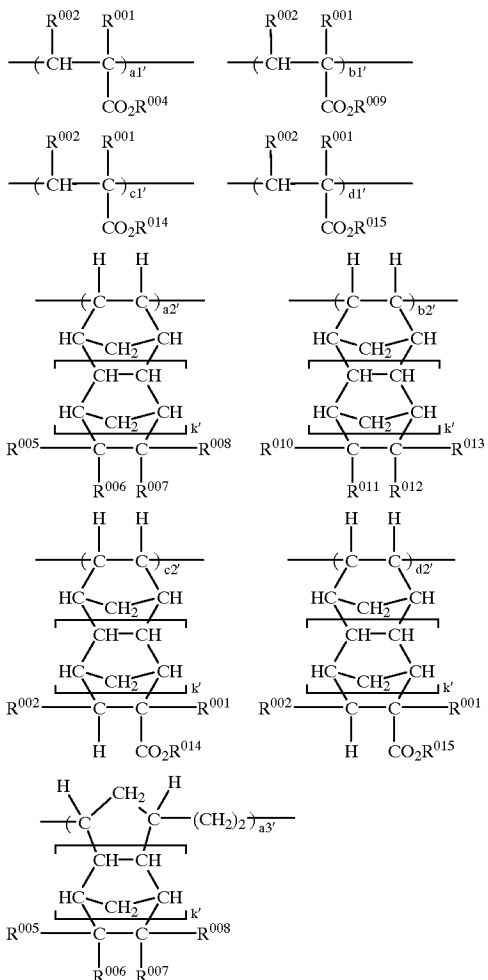 R⁰⁰² R⁰⁰¹ R⁰⁰² R⁰⁰¹
( CH C ) a1′ ( CH C ) b1′
CO₂R⁰⁰⁴ CO₂R⁰⁰⁹
R⁰⁰² R⁰⁰¹ R⁰⁰² R⁰⁰¹
( CH C ) c1′ ( CH C ) d1′
CO₂R⁰¹⁴ CO₂R⁰¹⁵
H H H H
( C C ) a2′ ( C C ) b2′
HC CH HC CH
CH₂ CH₂
CH CH CH CH
HC CH HC CH
CH₂ k′ CH₂ k′
R⁰⁰⁵ C C R⁰⁰⁸ R⁰¹⁰ C C R⁰¹³
R⁰⁰⁶ R⁰⁰⁷ R⁰¹¹ R⁰¹²
H H H H
( C C ) c2′ ( C C ) d2′
HC CH HC CH
CH₂ CH₂
CH CH CH CH
HC CH HC CH
CH₂ k′ CH₂ k′
R⁰⁰² C C R⁰⁰¹ R⁰⁰² C C R⁰⁰¹
H CO₂R⁰¹⁴ H CO₂R⁰¹⁵
H CH₂ H
( C C (CH₂)₂ ) a3′
CH CH
HC CH
CH₂ k′
R⁰⁰⁵ C C R⁰⁰⁸
R⁰⁰⁶ R⁰⁰⁷